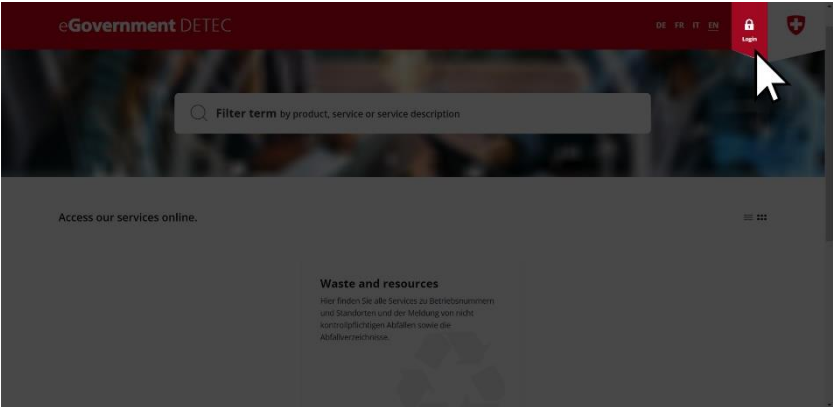 eGovernment DETEC
DE FR IT EN
Login
Filter term by product, service or service description
Access our services online.
Waste and resources
Hier finden Sie alle Services zu Betriebsnummern
und Standorten und der Meldung von nicht
kontrollpflichtigen Abfällen sowie die
Abfallverzeichnisse.